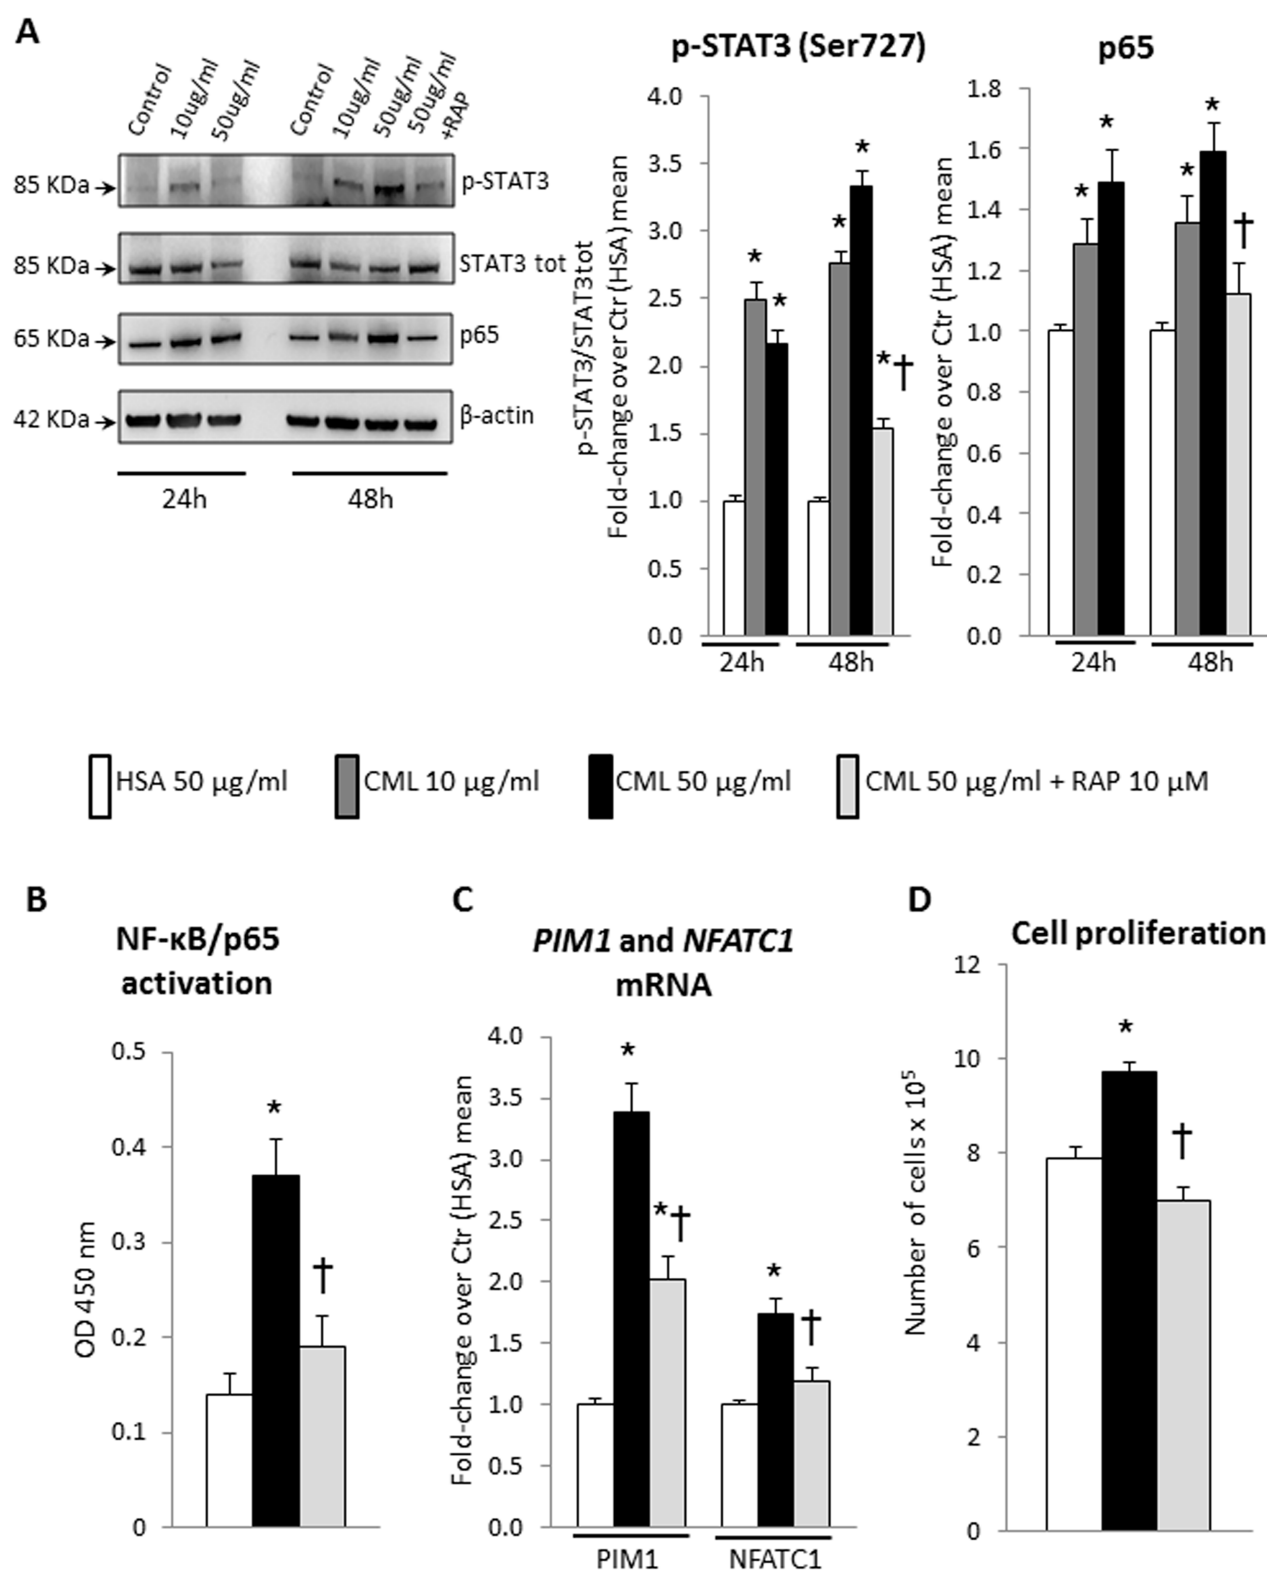 A
Control
10ug/ml
50ug/ml
Control
10ug/ml
50ug/ml
50ug/ml
+RAP
85 KDa
p-STAT3
85 KDa
STAT3 tot
65 KDa
p65
42 KDa
β-actin
24h
48h
p-STAT3 (Ser727)
p-STAT3/STAT3tot
Fold-change over Ctr (HSA) mean
4.0
3.5
3.0
2.5
2.0
1.5
1.0
0.5
0.0
*
*
*
*
*†
24h
48h
p65
Fold-change over Ctr (HSA) mean
1.8
1.6
1.4
1.2
1.0
0.8
0.6
0.4
0.2
0.0
*
*
*
*
†
24h
48h
HSA 50 μg/ml
CML 10 μg/ml
CML 50 μg/ml
CML 50 μg/ml + RAP 10 μM
B
NF-κB/p65
activation
OD 450 nm
0.5
0.4
0.3
0.2
0.1
0
*
†
C
PIM1 and NFATC1
mRNA
Fold-change over Ctr (HSA) mean
4.0
3.5
3.0
2.5
2.0
1.5
1.0
0.5
0.0
*
*†
*
†
PIM1
NFATC1
D
Cell proliferation
Number of cells x 10⁵
12
10
8
6
4
2
0
*
†